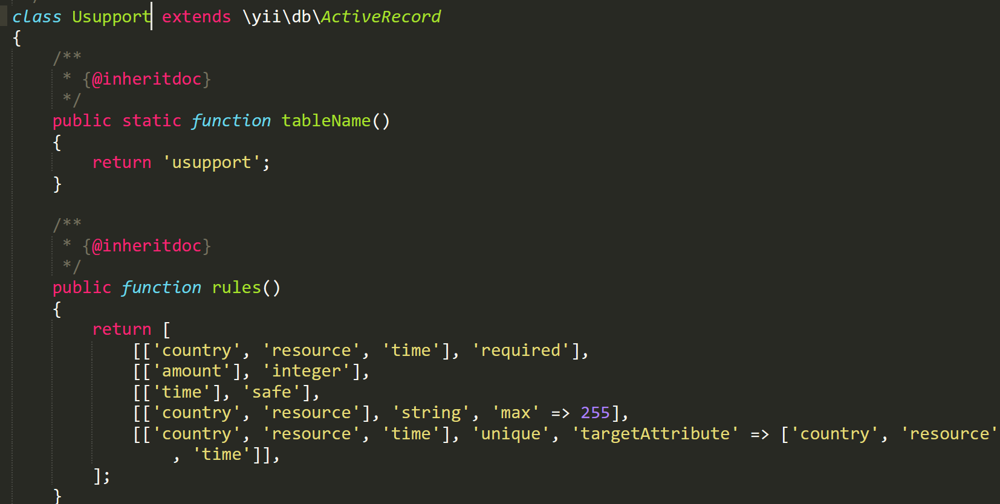 class Usupport extends \yii\db\ActiveRecord
{
    /**
     * {@inheritdoc}
     */
    public static function tableName()
    {
        return 'usupport';
    }

    /**
     * {@inheritdoc}
     */
    public function rules()
    {
        return [
            [['country', 'resource', 'time'], 'required'],
            [['amount'], 'integer'],
            [['time'], 'safe'],
            [['country', 'resource'], 'string', 'max' => 255],
            [['country', 'resource', 'time'], 'unique', 'targetAttribute' => ['country', 'resource'
                , 'time']],
        ];
    }